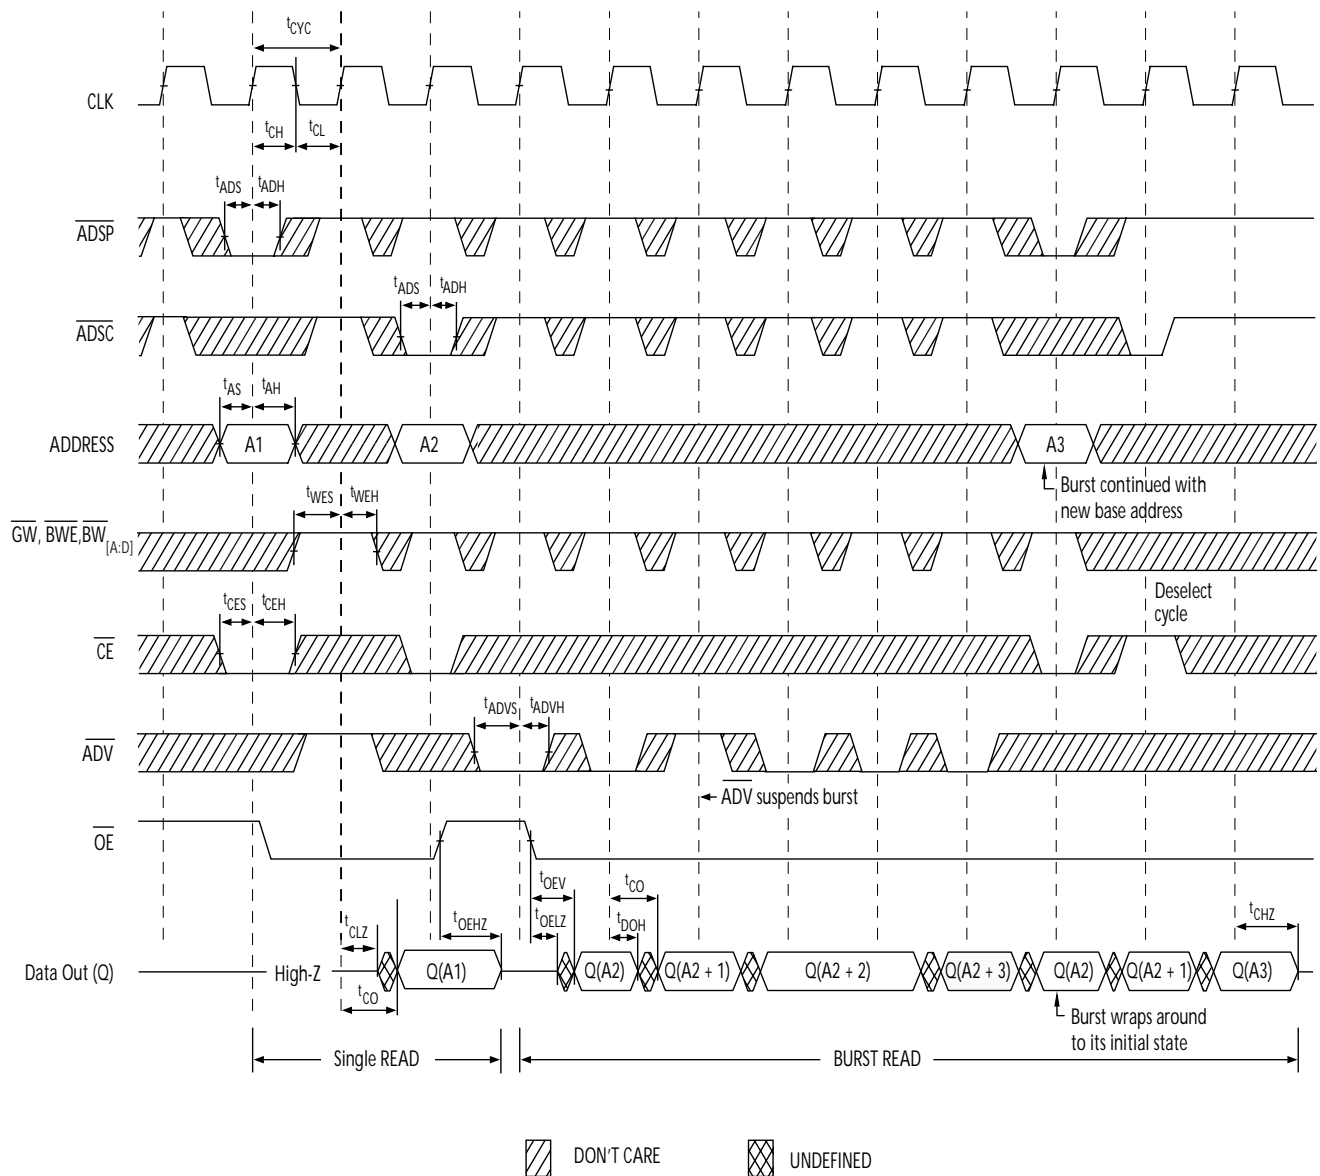 tCYC
CLK
tCH tCL
tADS tADH
ADSP
tADS tADH
ADSC
tAS tAH
ADDRESS A1 A2 A3
Burst continued with
new base address
tWES tWEH
GW, BWE,BW[A:D]
Deselect
cycle
tCES tCEH
CE
tADVS tADVH
ADV
ADV suspends burst
OE
tOEV tCO
tCLZ tOEHZ tOELZ tDOH tCHZ
Data Out (Q) High-Z Q(A1) Q(A2) Q(A2 + 1) Q(A2 + 2) Q(A2 + 3) Q(A2) Q(A2 + 1) Q(A3)
tCO
Burst wraps around
to its initial state
Single READ BURST READ
DON'T CARE UNDEFINED